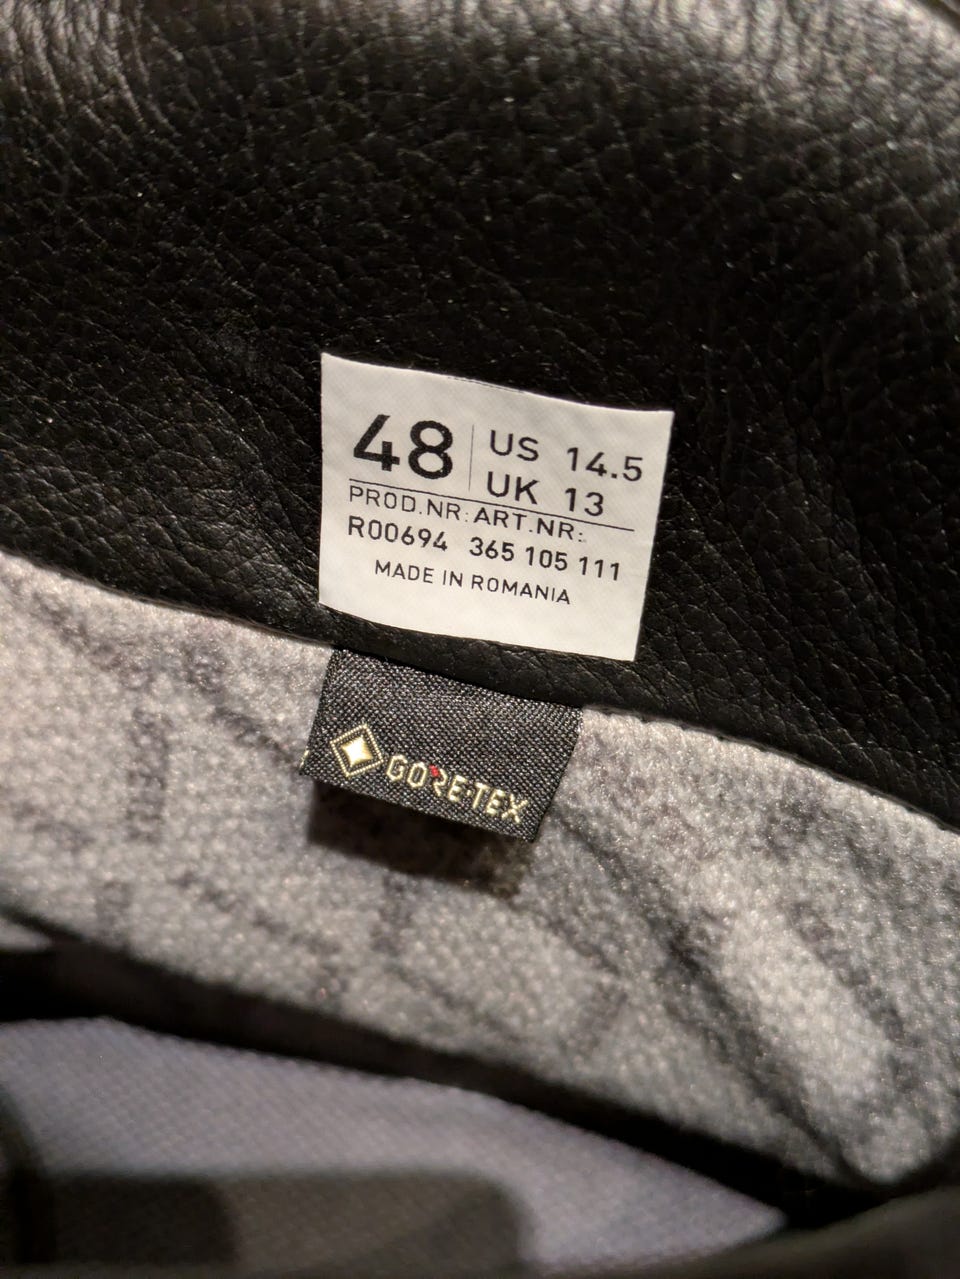 48
US 14.5
UK 13
PROD.NR: ART.NR:
R00694 365 105 111
MADE IN ROMANIA
GORE-TEX